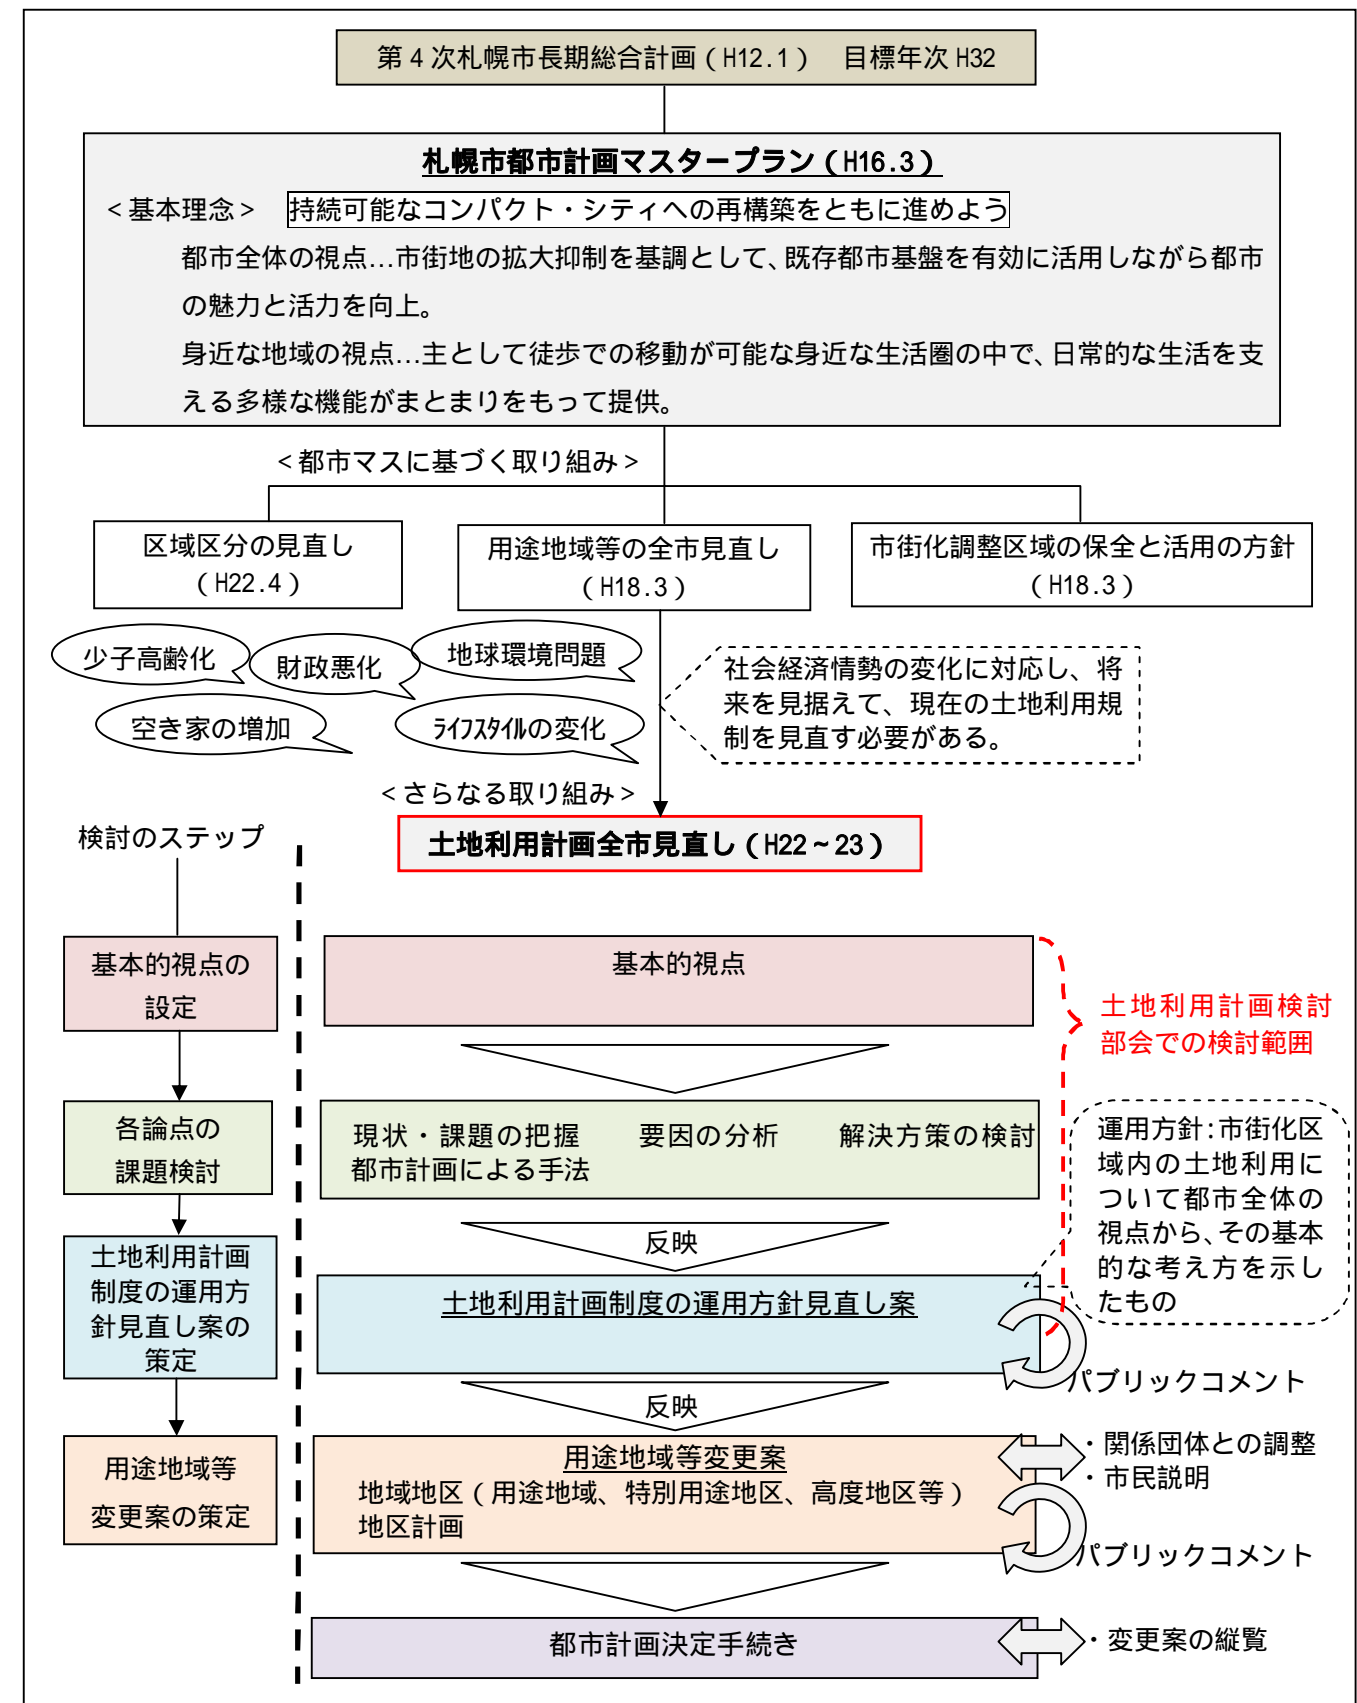 第４次札幌市長期総合計画（H12.1）　目標年次 H32
札幌市都市計画マスタープラン（H16.3）
＜基本理念＞　持続可能なコンパクト・シティへの再構築をともに進めよう
都市全体の視点…市街地の拡大抑制を基調として、既存都市基盤を有効に活用しながら都市
の魅力と活力を向上。
身近な地域の視点…主として徒歩での移動が可能な身近な生活圏の中で、日常的な生活を支
える多様な機能がまとまりをもって提供。
＜都市マスに基づく取り組み＞
区域区分の見直し
（H22.4）
用途地域等の全市見直し
（H18.3）
市街化調整区域の保全と活用の方針
（H18.3）
少子高齢化
財政悪化
地球環境問題
空き家の増加
ﾗｲﾌｽﾀｲﾙの変化
社会経済情勢の変化に対応し、将
来を見据えて、現在の土地利用規
制を見直す必要がある。
＜さらなる取り組み＞
土地利用計画全市見直し（H22～23）
検討のステップ
基本的視点の
設定
基本的視点
土地利用計画検討
部会での検討範囲
各論点の
課題検討
現状・課題の把握　　要因の分析　　解決方策の検討
都市計画による手法
運用方針：市街化区
域内の土地利用に
ついて都市全体の
視点から、その基本
的な考え方を示し
たもの
反映
土地利用計画
制度の運用方
針見直し案の
策定
土地利用計画制度の運用方針見直し案
パブリックコメント
反映
用途地域等
変更案の策定
用途地域等変更案
地域地区（用途地域、特別用途地区、高度地区等）
地区計画
・関係団体との調整
・市民説明
パブリックコメント
都市計画決定手続き
・変更案の縦覧